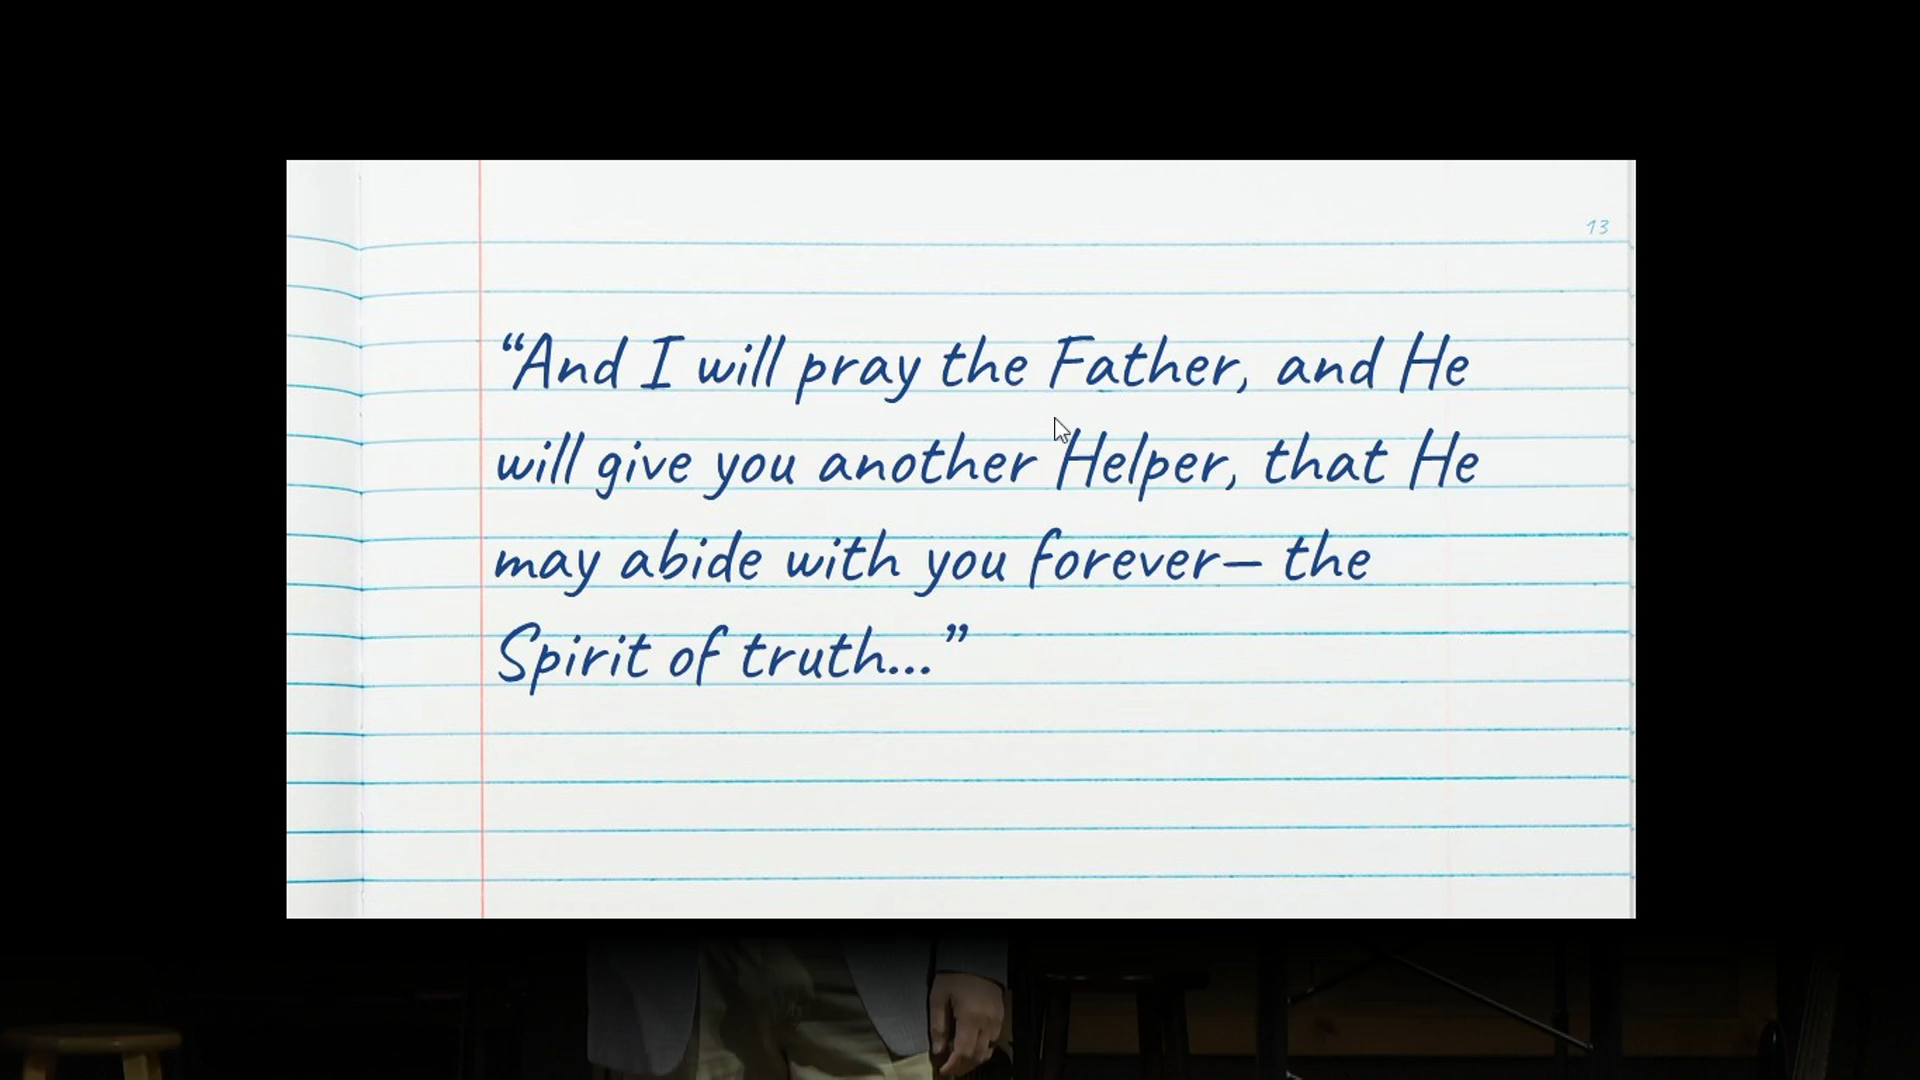 13
“And I will pray the Father, and He
will give you another Helper, that He
may abide with you forever— the
Spirit of truth...”